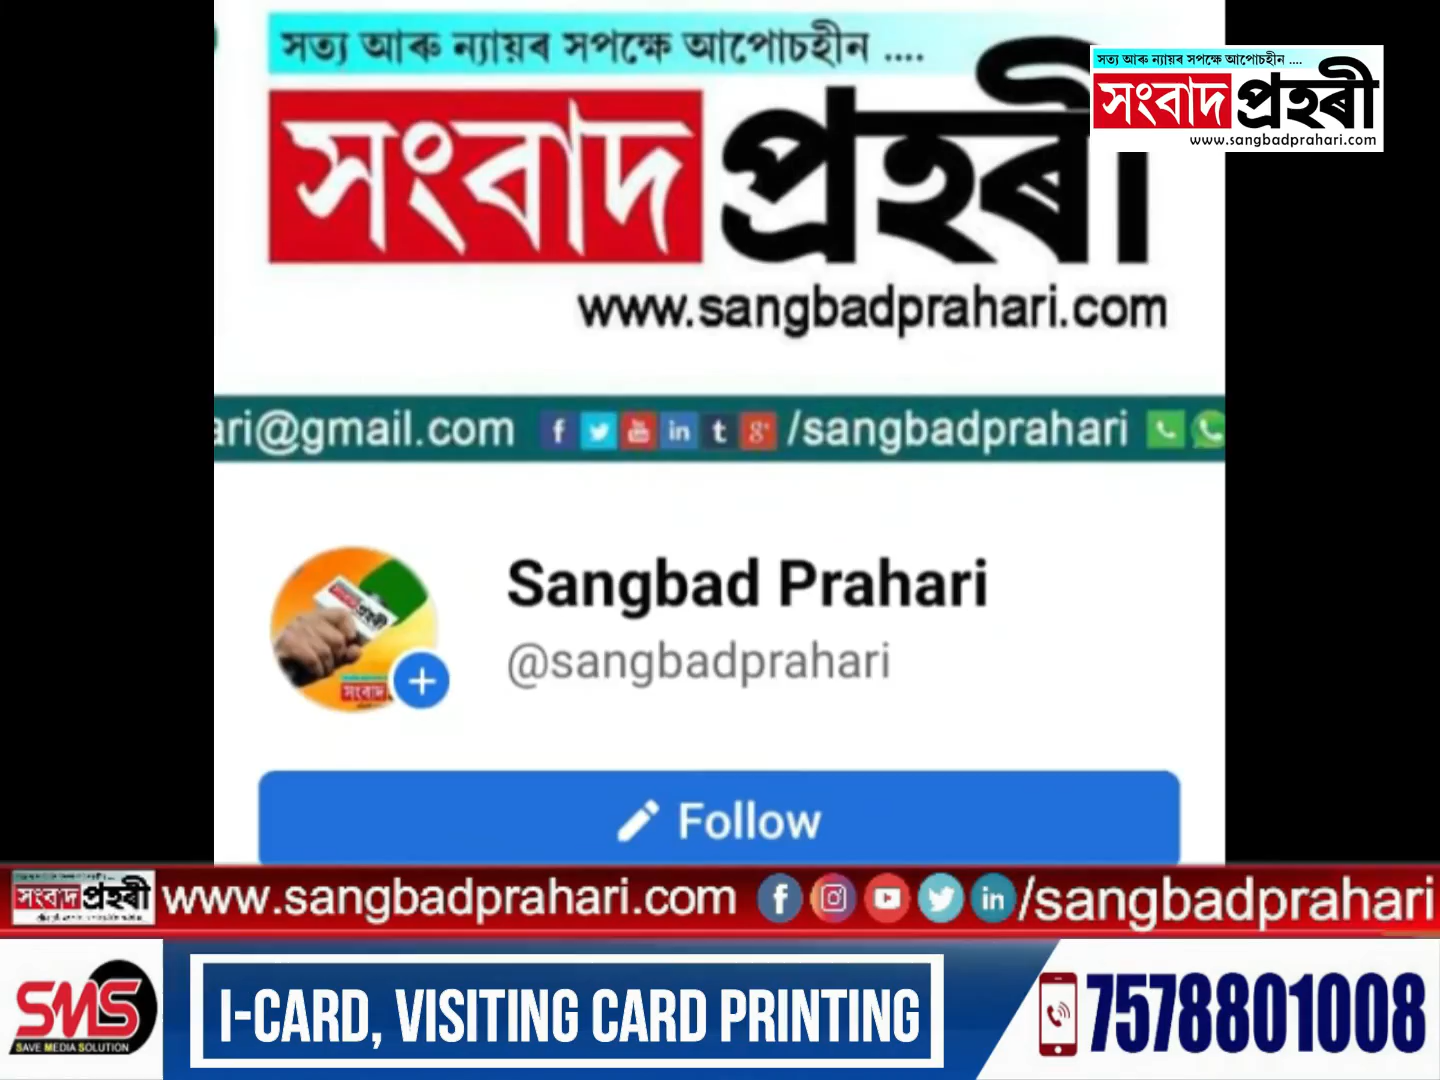 সত্য আৰু ন্যায়ৰ সপক্ষে আপোচহীন ....
সংবাদ প্ৰহৰী
www.sangbadprahari.com
সত্য আৰু ন্যায়ৰ সপক্ষে আপোচহীন ....
সংবাদ প্ৰহৰী
www.sangbadprahari.com
ari@gmail.com /sangbadprahari
Sangbad Prahari
@sangbadprahari
সংবাদ
Follow
সংবাদ প্ৰহৰী www.sangbadprahari.com /sangbadprahari
SMS
SAVE MEDIA SOLUTION
I-CARD, VISITING CARD PRINTING
7578801008